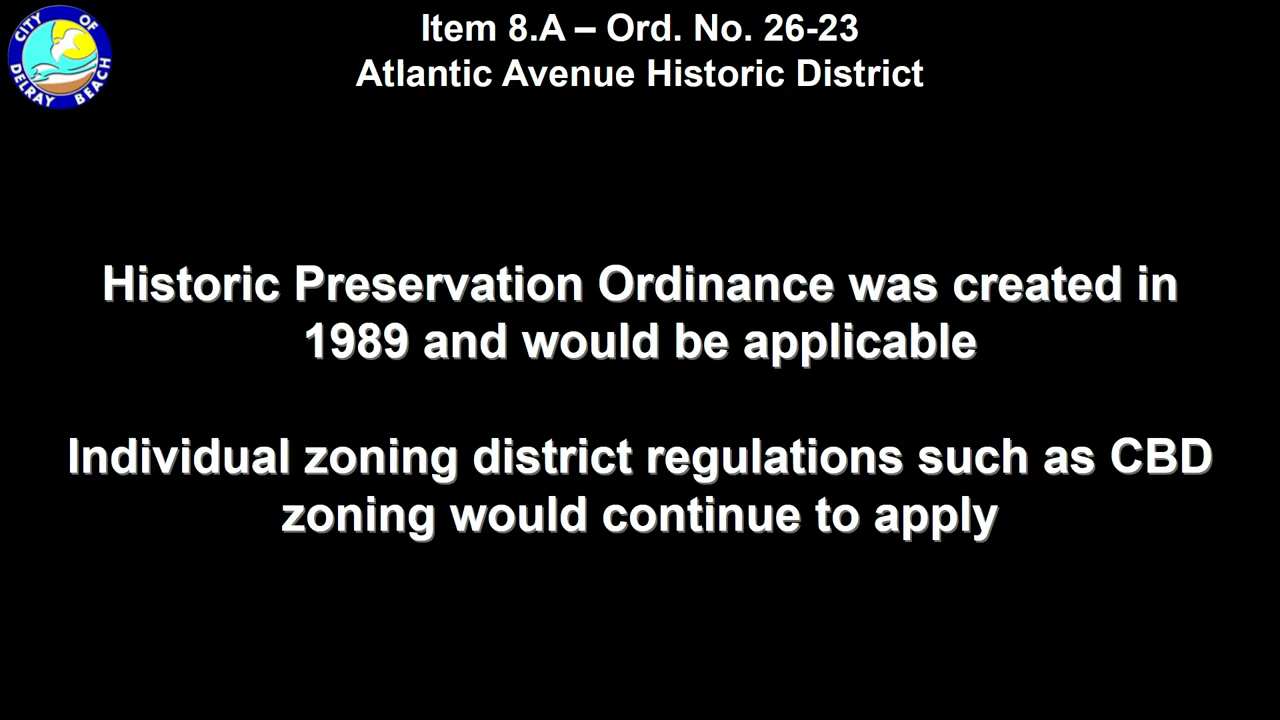 CITY OF
DELRAY BEACH
Item 8.A – Ord. No. 26-23
Atlantic Avenue Historic District
Historic Preservation Ordinance was created in
1989 and would be applicable
Individual zoning district regulations such as CBD
zoning would continue to apply